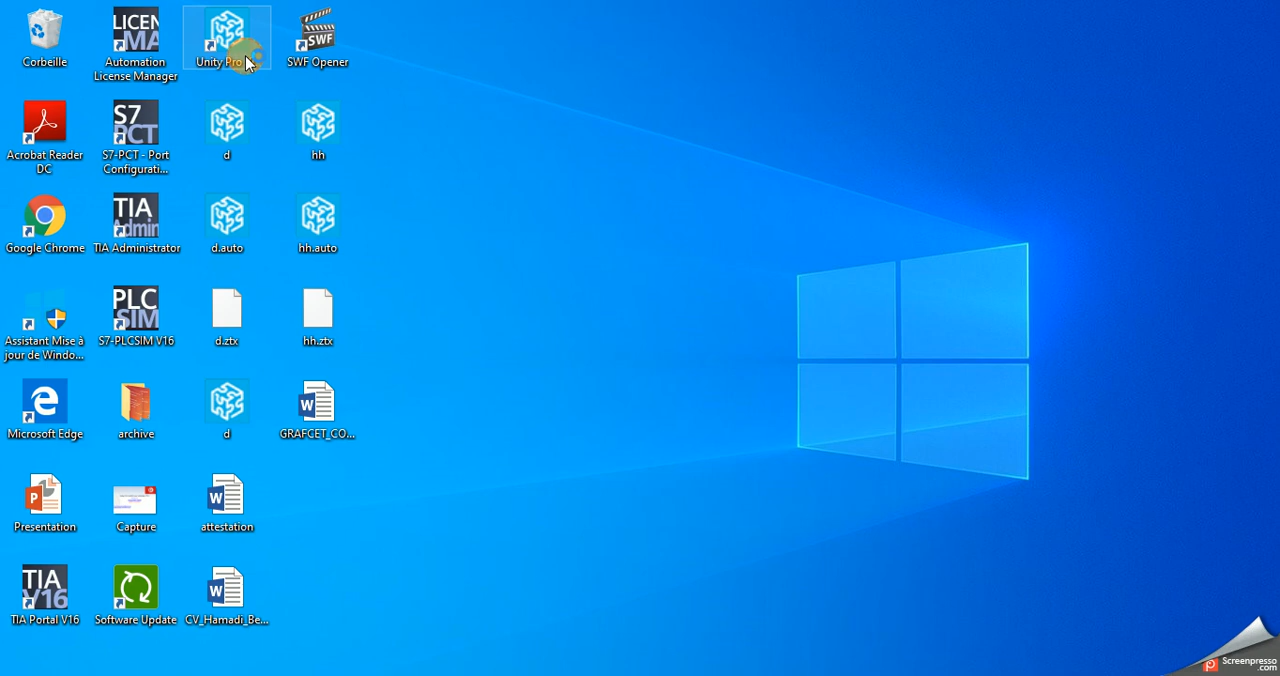 Corbeille
LICEN
MA
Automation
License Manager
Unity Pro
SWF
SWF Opener
Acrobat Reader
DC
S7
PCT
S7-PCT - Port
Configurati...
d
hh
Google Chrome
TIA
Admin
TIA Administrator
d.auto
hh.auto
Assistant Mise à
jour de Windo...
PLC
SIM
S7-PLCSIM V16
d.ztx
hh.ztx
Microsoft Edge
archive
d
W
GRAFCET_CO...
P
Presentation
Capture
W
attestation
TIA
V16
TIA Portal V16
Software Update
W
CV_Hamadi_Be...
Screenpresso
.com